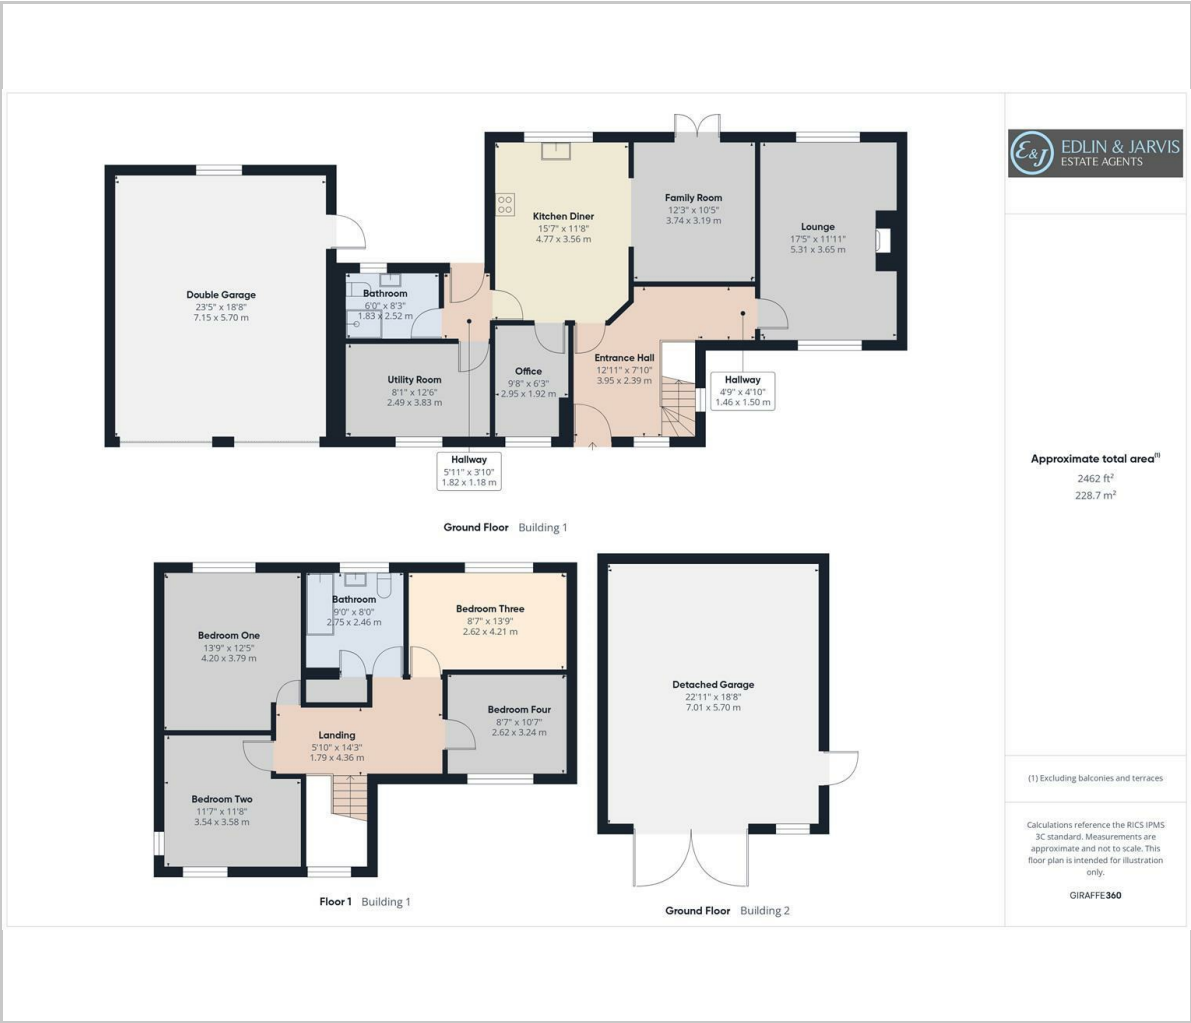 Double Garage
23'5" x 18'8"
7.15 x 5.70 m
Bathroom
6'0" x 8'3"
1.83 x 2.52 m
Utility Room
8'1" x 12'6"
2.49 x 3.83 m
Hallway
5'11" x 3'10"
1.82 x 1.18 m
Kitchen Diner
15'7" x 11'8"
4.77 x 3.56 m
Office
9'8" x 6'3"
2.95 x 1.92 m
Family Room
12'3" x 10'5"
3.74 x 3.19 m
Entrance Hall
12'11" x 7'10"
3.95 x 2.39 m
Lounge
17'5" x 11'11"
5.31 x 3.65 m
Hallway
4'9" x 4'10"
1.46 x 1.50 m
Ground Floor Building 1
Bedroom One
13'9" x 12'5"
4.20 x 3.79 m
Bathroom
9'0" x 8'0"
2.75 x 2.46 m
Bedroom Three
8'7" x 13'9"
2.62 x 4.21 m
Bedroom Four
8'7" x 10'7"
2.62 x 3.24 m
Landing
5'10" x 14'3"
1.79 x 4.36 m
Bedroom Two
11'7" x 11'8"
3.54 x 3.58 m
Floor 1 Building 1
Detached Garage
22'11" x 18'8"
7.01 x 5.70 m
Ground Floor Building 2
E&J
EDLIN & JARVIS
ESTATE AGENTS
Approximate total area(1)
2462 ft²
228.7 m²
(1) Excluding balconies and terraces
Calculations reference the RICS IPMS
3C standard. Measurements are
approximate and not to scale. This
floor plan is intended for illustration
only.
GIRAFFE360